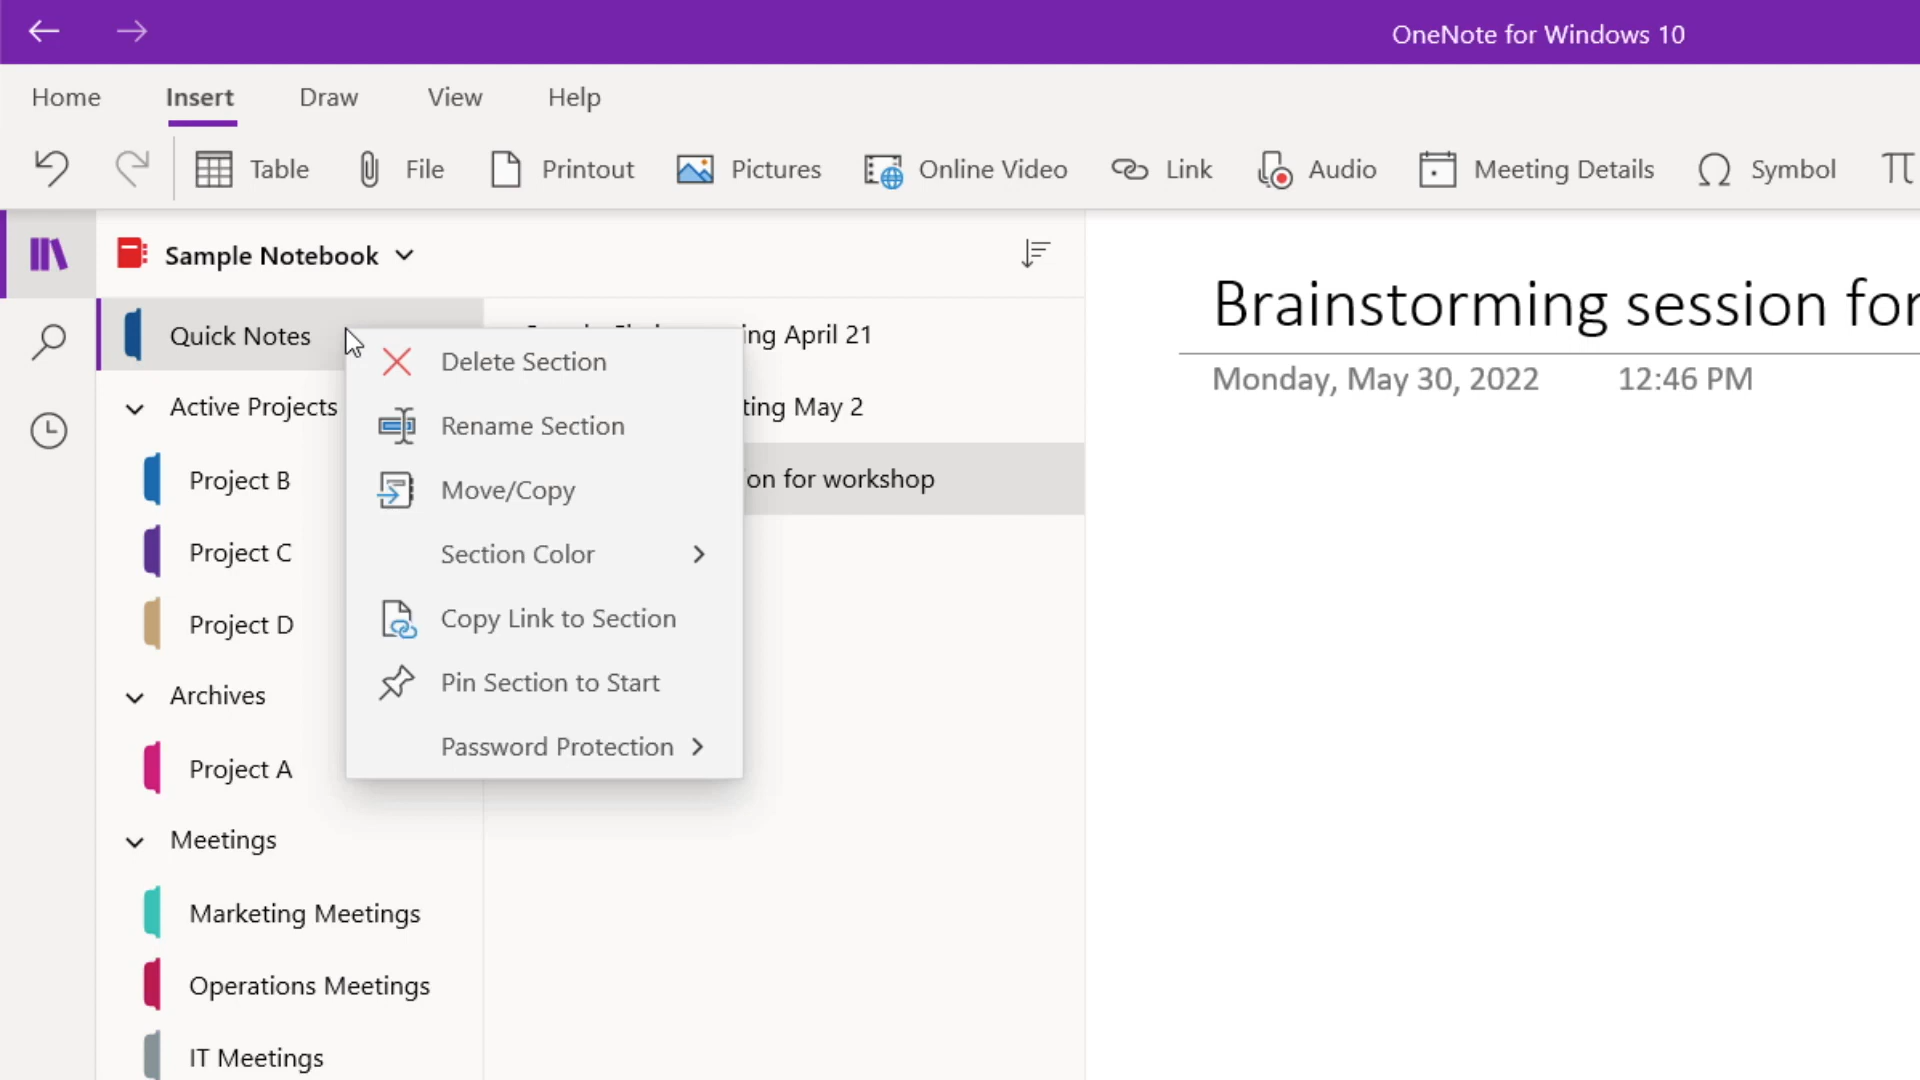 OneNote for Windows 10
Home Insert Draw View Help
Table File Printout Pictures Online Video Link Audio Meeting Details Symbol
Sample Notebook
Quick Notes
Active Projects
Project B
Project C
Project D
Archives
Project A
Meetings
Marketing Meetings
Operations Meetings
IT Meetings
Delete Section
Rename Section
Move/Copy
Section Color
Copy Link to Section
Pin Section to Start
Password Protection
April 21
May 2
for workshop
Brainstorming session for
Monday, May 30, 2022 12:46 PM